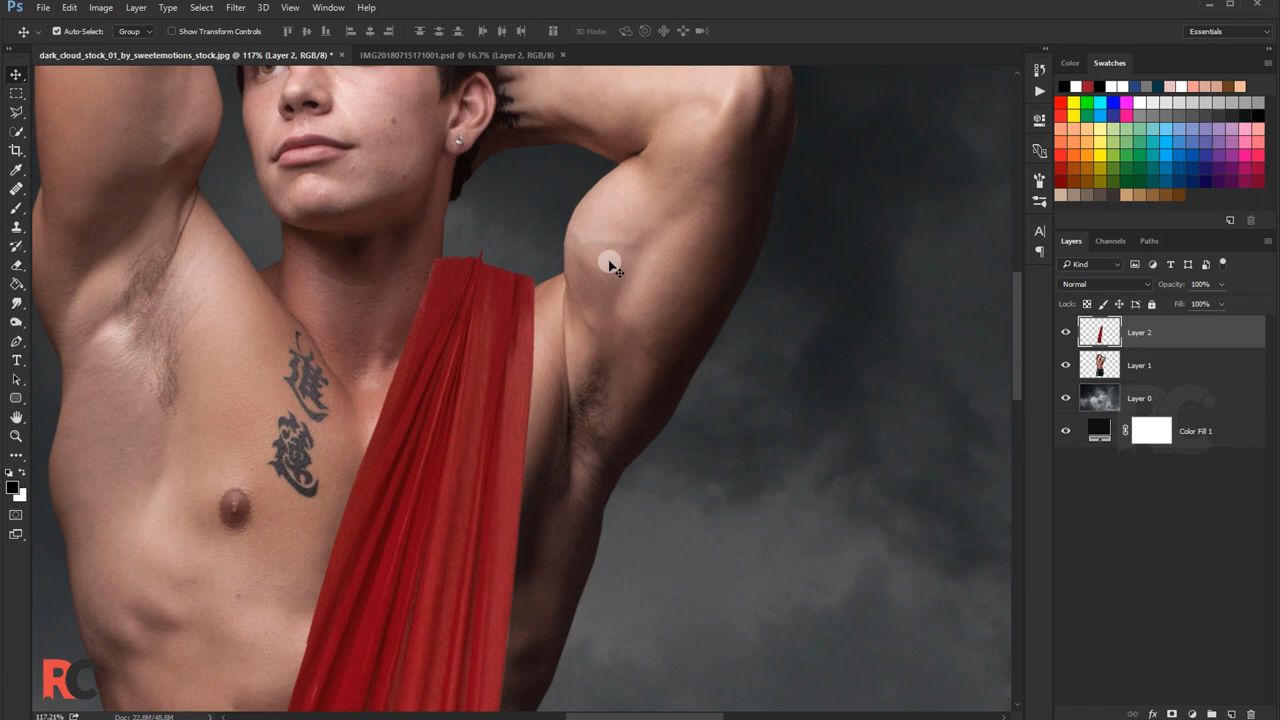 Ps File Edit Image Layer Type Select Filter 3D View Window Help
Auto-Select: Group Show Transform Controls 3D Mode: Essentials
dark_cloud_stock_01_by_sweetemotions_stock.jpg @ 117% (Layer 2, RGB/8) * × IMG20180715171001.psd @ 16.7% (Layer 2, RGB/8) ×
Color Swatches
進
Layers Channels Paths
Kind
Normal Opacity: 100%
Lock: Fill: 100%
Layer 2
Layer 1
Layer 0
Color Fill 1
RC
RC
117.21% Doc: 22.8M/48.8M
fx